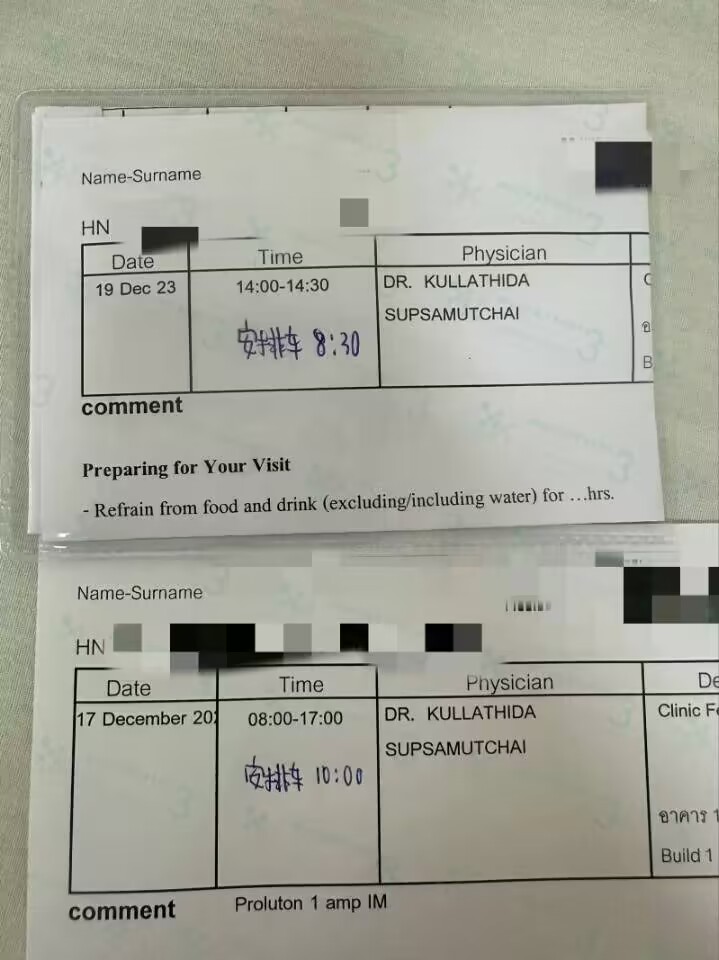 Name-Surname
HN
Date Time Physician
19 Dec 23 14:00-14:30 DR. KULLATHIDA
SUPSAMUTCHAI
安排车 8:30
comment
Preparing for Your Visit
- Refrain from food and drink (excluding/including water) for ...hrs.
Name-Surname
HN
Date Time Physician
17 December 08:00-17:00 DR. KULLATHIDA Clinic
SUPSAMUTCHAI
安排车 10:00
อาคาร 1
Build 1
comment Proluton 1 amp IM